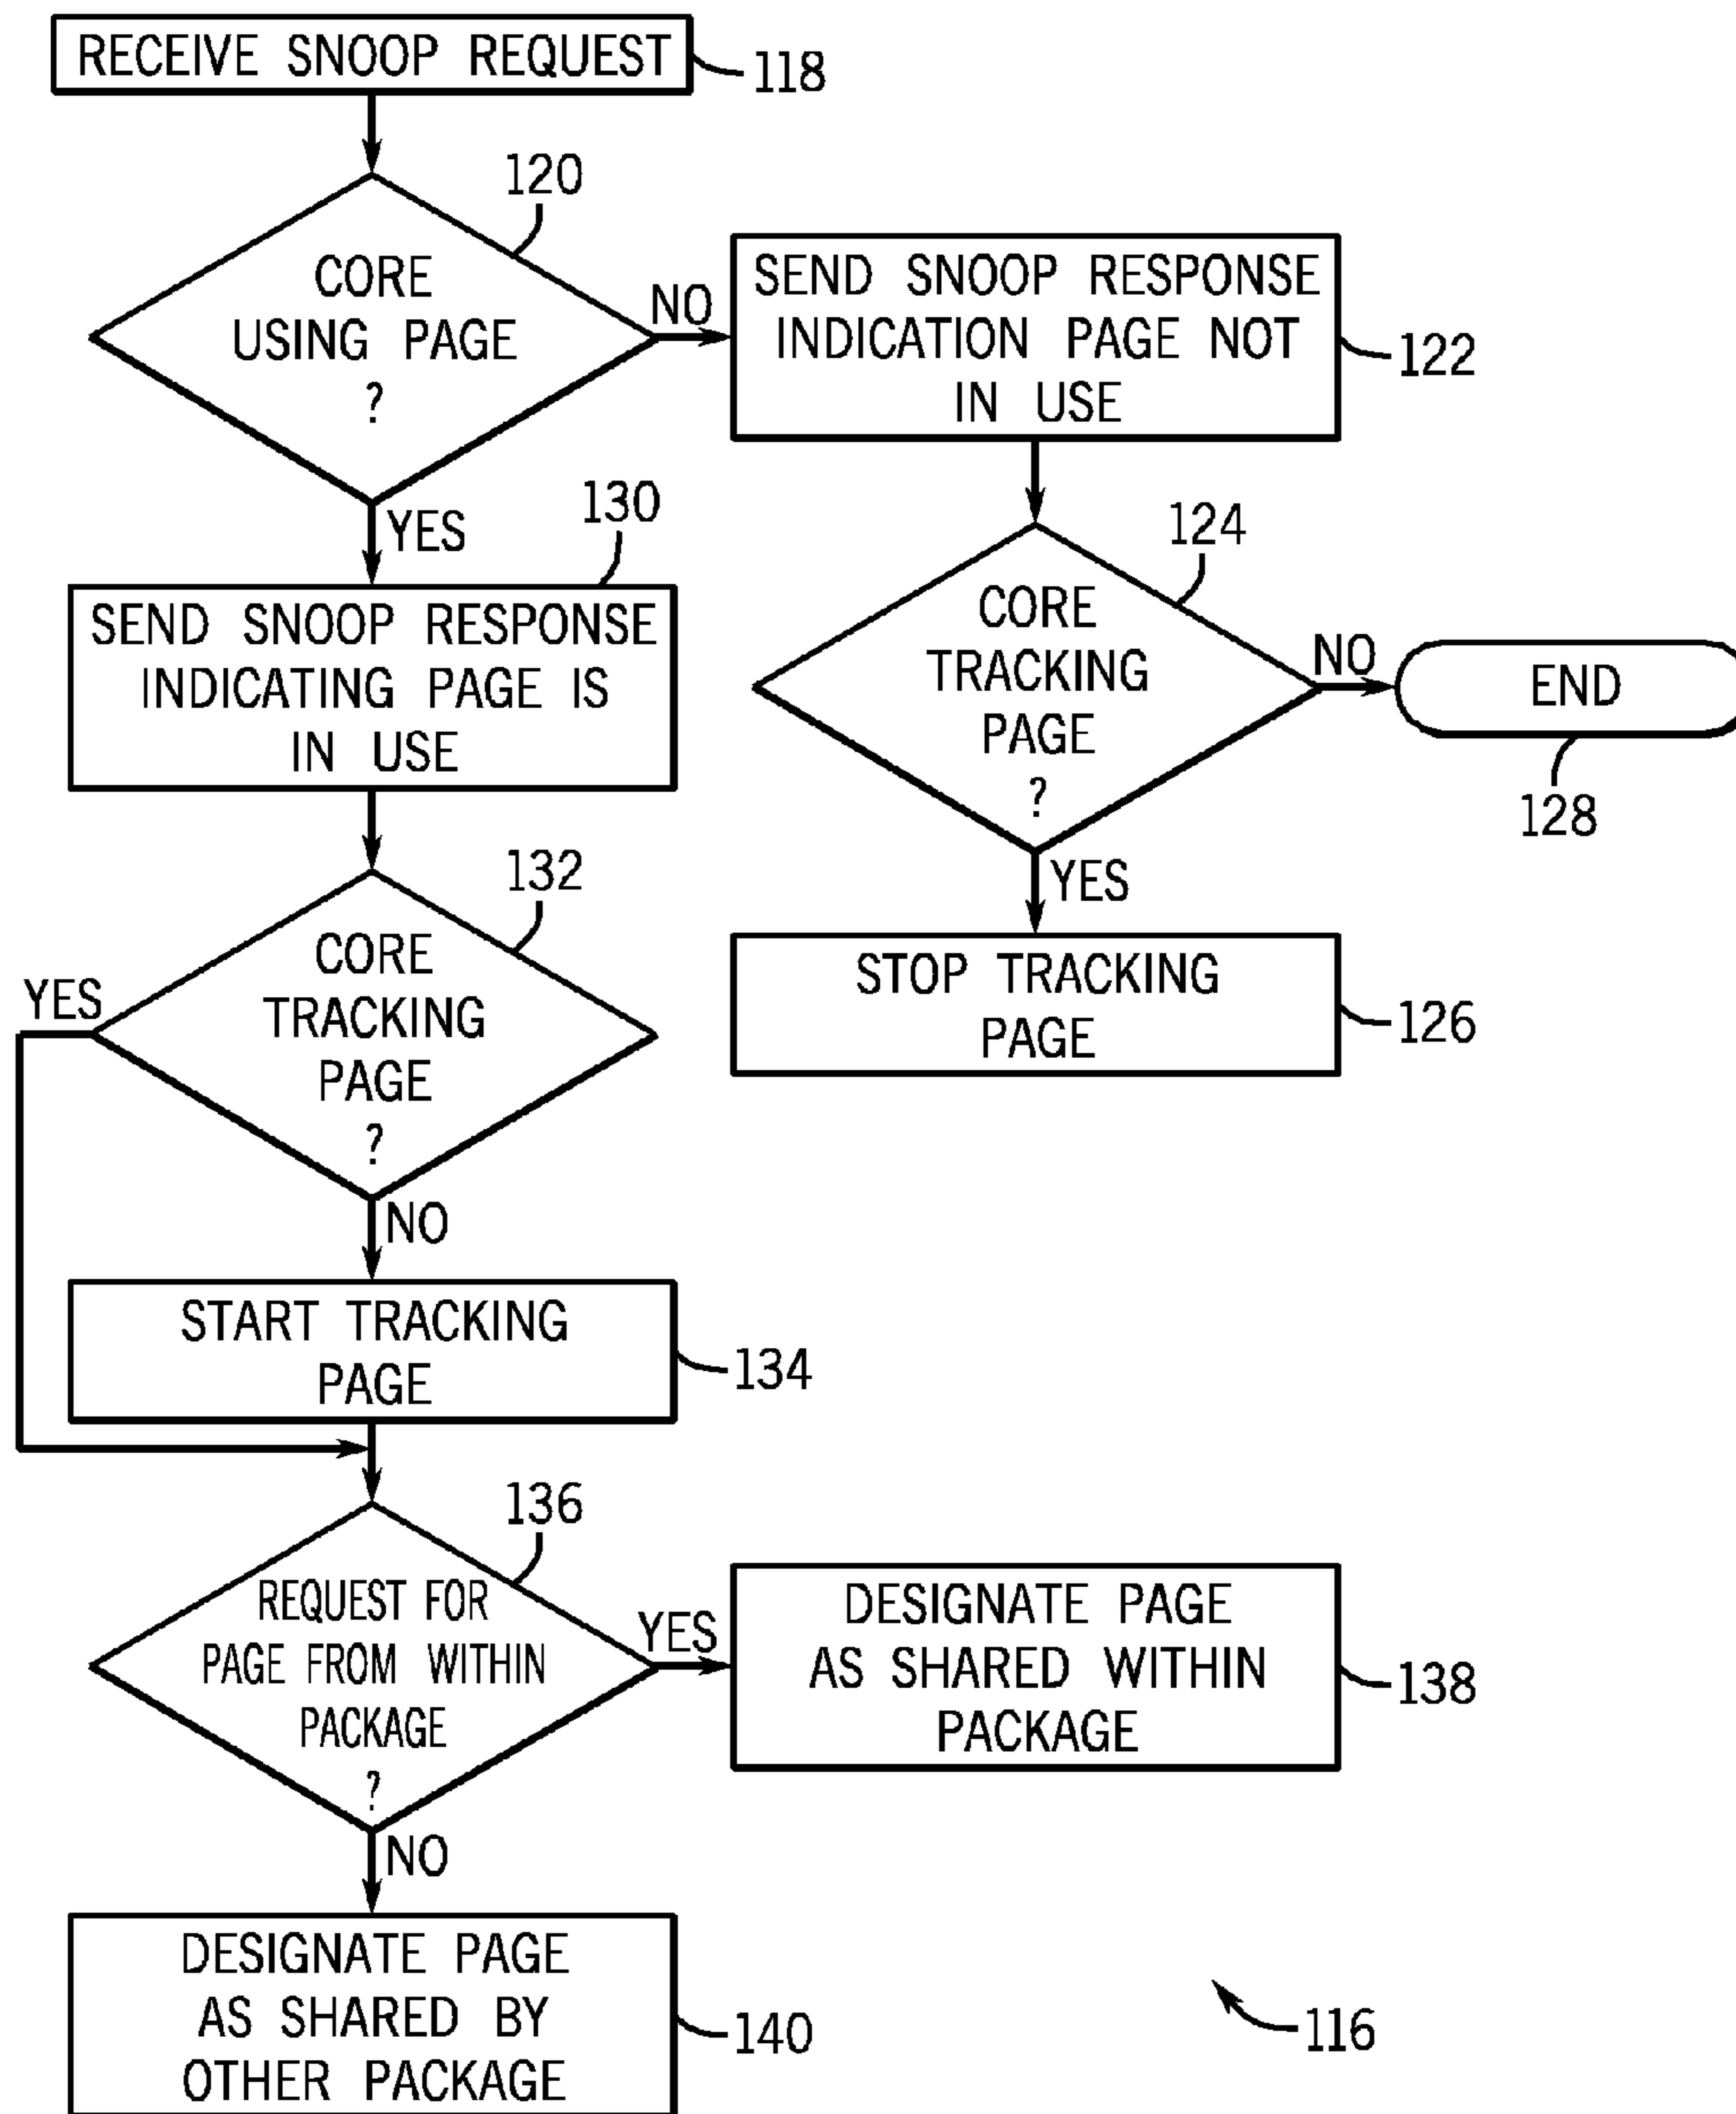 RECEIVE SNOOP REQUEST
118
120
CORE
USING PAGE
?
NO
SEND SNOOP RESPONSE
INDICATION PAGE NOT
IN USE
122
YES
130
SEND SNOOP RESPONSE
INDICATING PAGE IS
IN USE
124
CORE
TRACKING
PAGE
?
NO
END
128
YES
STOP TRACKING
PAGE
126
132
CORE
TRACKING
PAGE
?
YES
NO
START TRACKING
PAGE
134
136
REQUEST FOR
PAGE FROM WITHIN
PACKAGE
?
YES
DESIGNATE PAGE
AS SHARED WITHIN
PACKAGE
138
NO
DESIGNATE PAGE
AS SHARED BY
OTHER PACKAGE
140
116